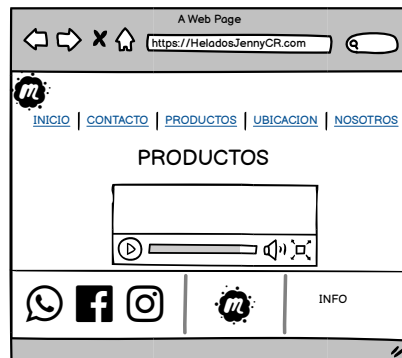 A Web Page
https://HeladosJennyCR.com
m
INICIO | CONTACTO | PRODUCTOS | UBICACION | NOSOTROS
PRODUCTOS
m INFO